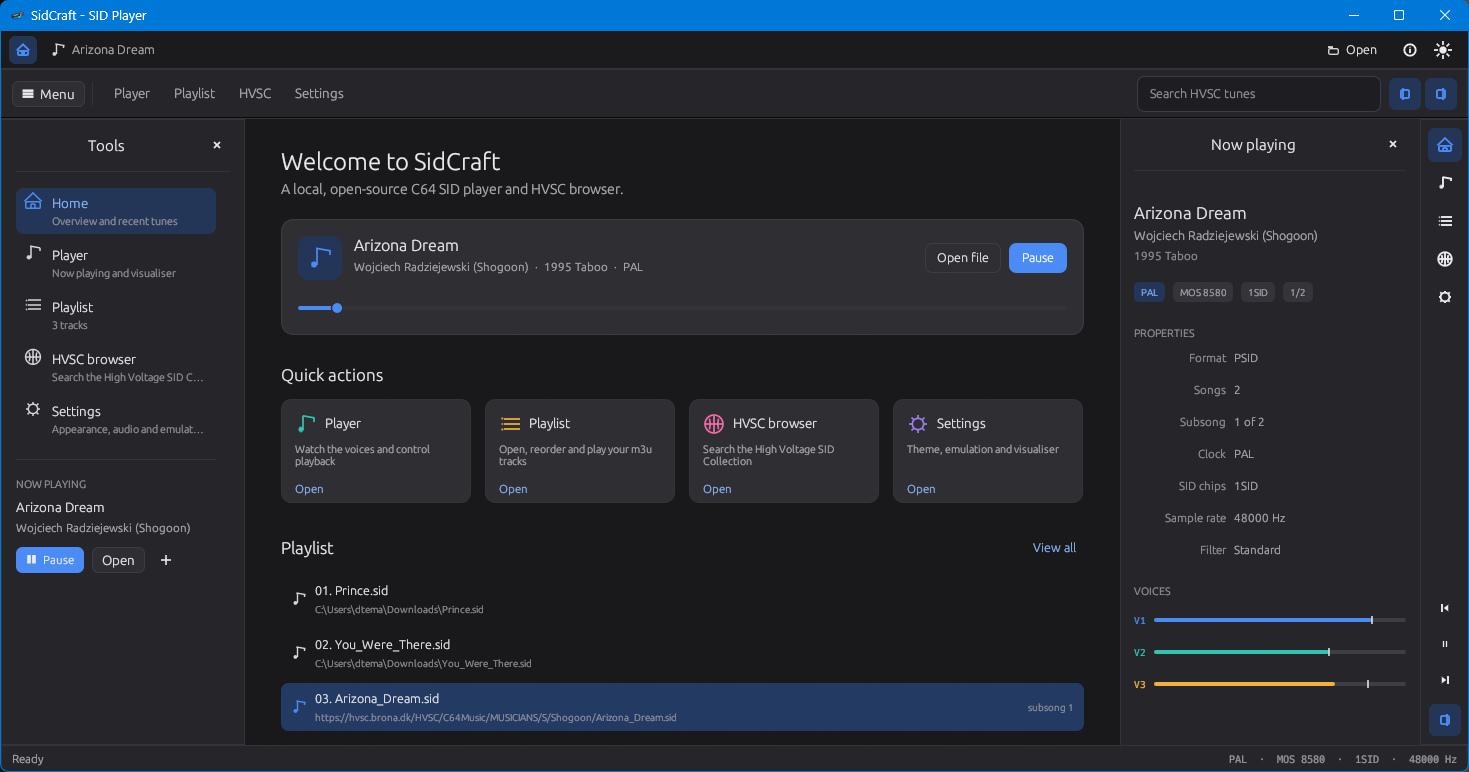 SidCraft - SID Player
Arizona Dream
Open
Menu
Player
Playlist
HVSC
Settings
Search HVSC tunes
Tools
Home
Overview and recent tunes
Player
Now playing and visualiser
Playlist
3 tracks
HVSC browser
Search the High Voltage SID C...
Settings
Appearance, audio and emulat...
NOW PLAYING
Arizona Dream
Wojciech Radziejewski (Shogoon)
Pause
Open
Welcome to SidCraft
A local, open-source C64 SID player and HVSC browser.
Arizona Dream
Wojciech Radziejewski (Shogoon) · 1995 Taboo · PAL
Open file
Pause
Quick actions
Player
Watch the voices and control
playback
Open
Playlist
Open, reorder and play your m3u
tracks
Open
HVSC browser
Search the High Voltage SID
Collection
Open
Settings
Theme, emulation and visualiser
Open
Playlist
View all
01. Prince.sid
C:\Users\dtema\Downloads\Prince.sid
02. You_Were_There.sid
C:\Users\dtema\Downloads\You_Were_There.sid
03. Arizona_Dream.sid
https://hvsc.brona.dk/HVSC/C64Music/MUSICIANS/S/Shogoon/Arizona_Dream.sid
subsong 1
Now playing
Arizona Dream
Wojciech Radziejewski (Shogoon)
1995 Taboo
PAL
MOS 8580
1SID
1/2
PROPERTIES
Format PSID
Songs 2
Subsong 1 of 2
Clock PAL
SID chips 1SID
Sample rate 48000 Hz
Filter Standard
VOICES
V1
V2
V3
Ready
PAL · MOS 8580 · 1SID · 48000 Hz